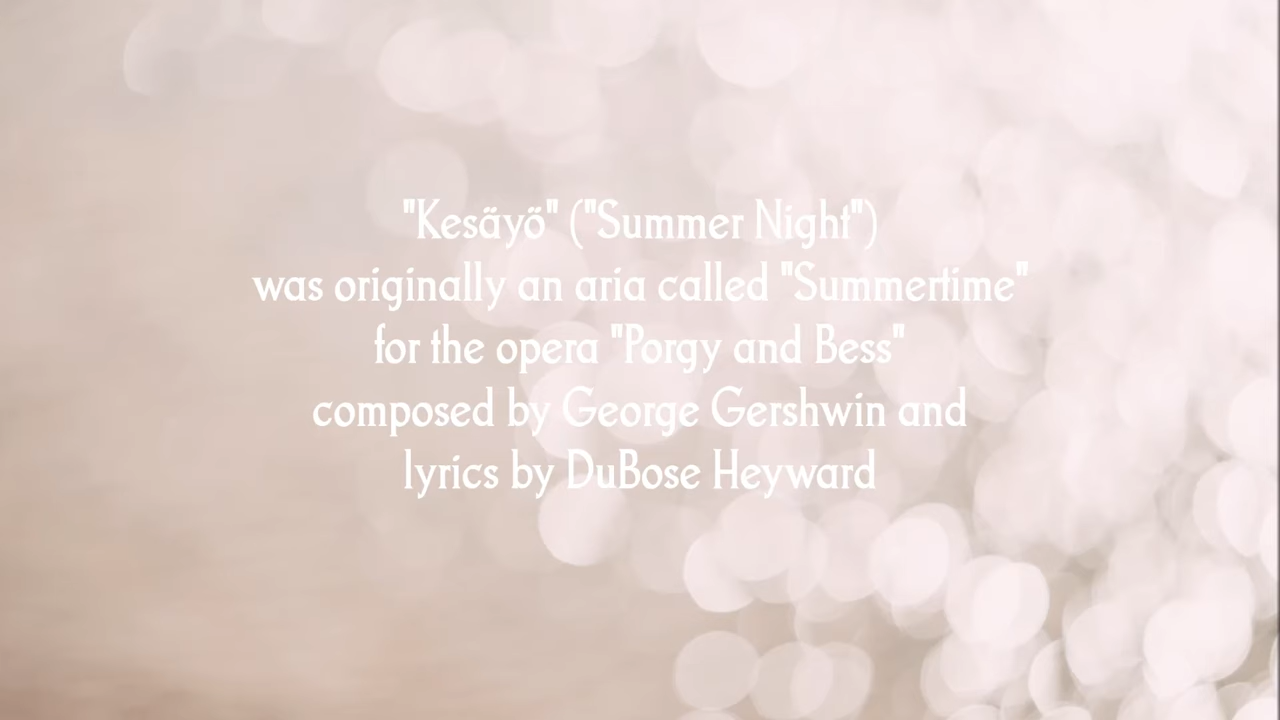 "Kesäyö" ("Summer Night")
was originally an aria called "Summertime"
for the opera "Porgy and Bess"
composed by George Gershwin and
lyrics by DuBose Heyward